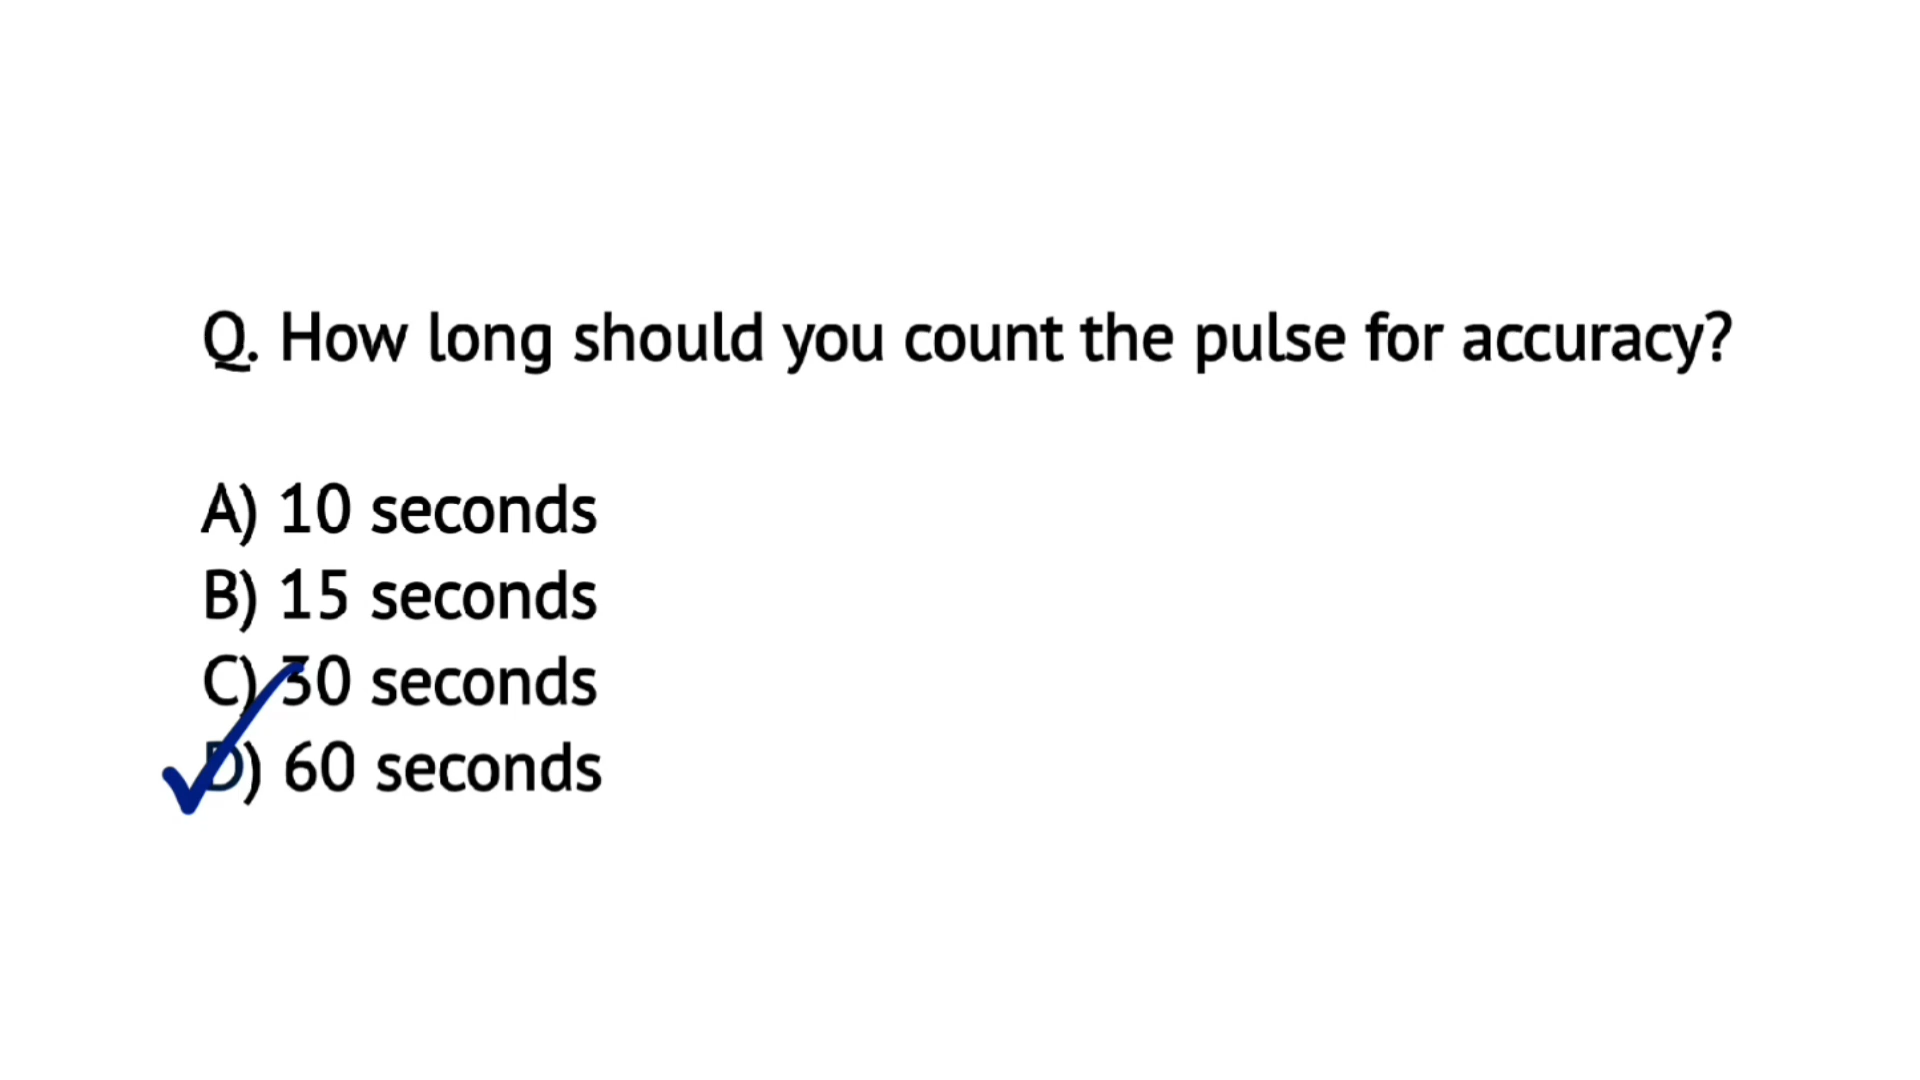 Q. How long should you count the pulse for accuracy?
A) 10 seconds
B) 15 seconds
C) 30 seconds
D) 60 seconds